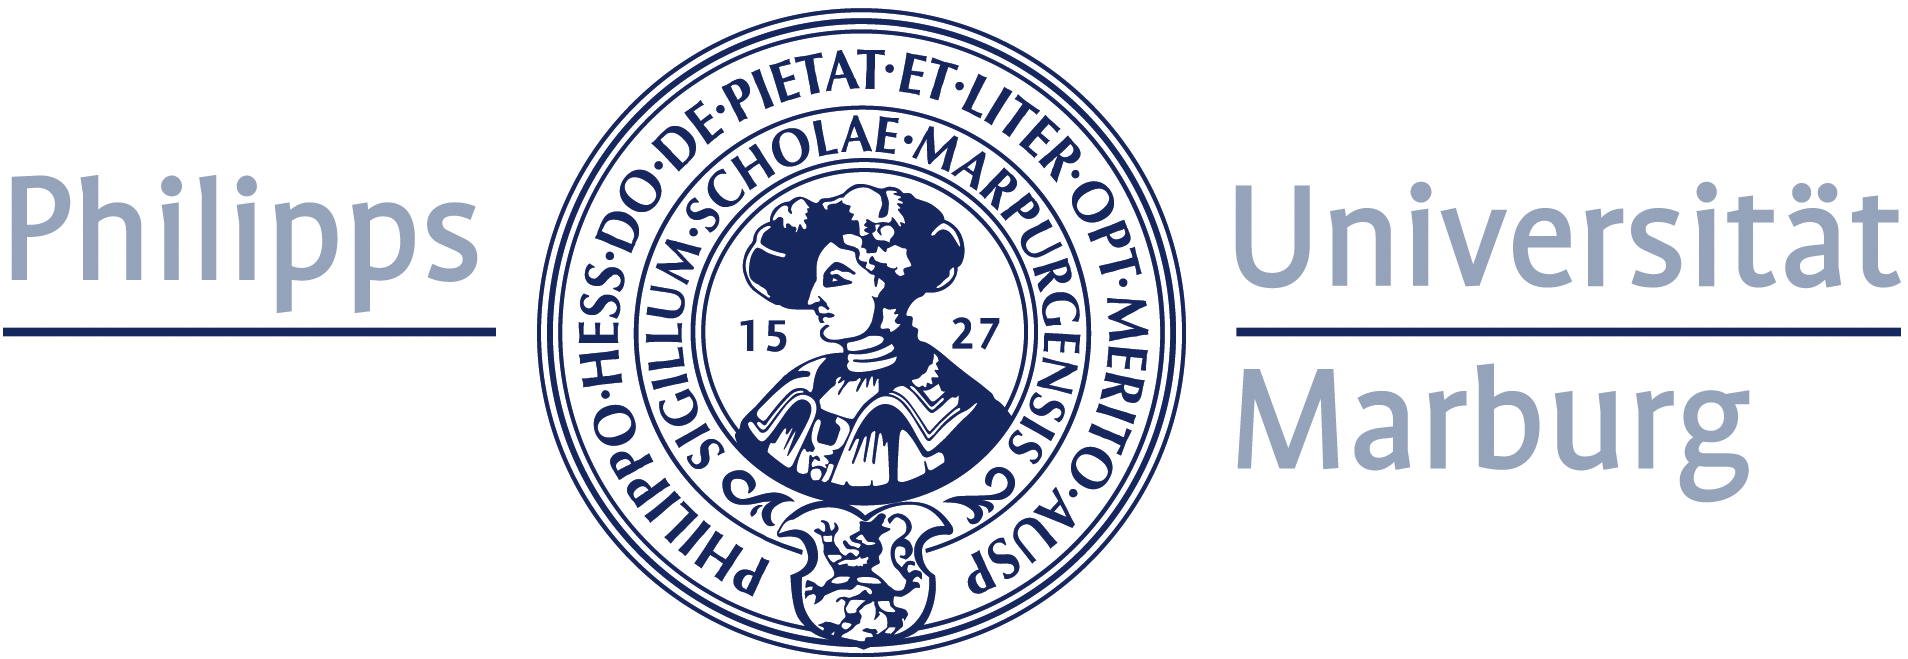 Philipps
PHILIPPO·HESS·DO·DE·PIETAT·ET·LITER·OPT·MERITO·AUSP
SIGILLUM·SCHOLAE·MARPURGENSIS
15 27
Universität
Marburg